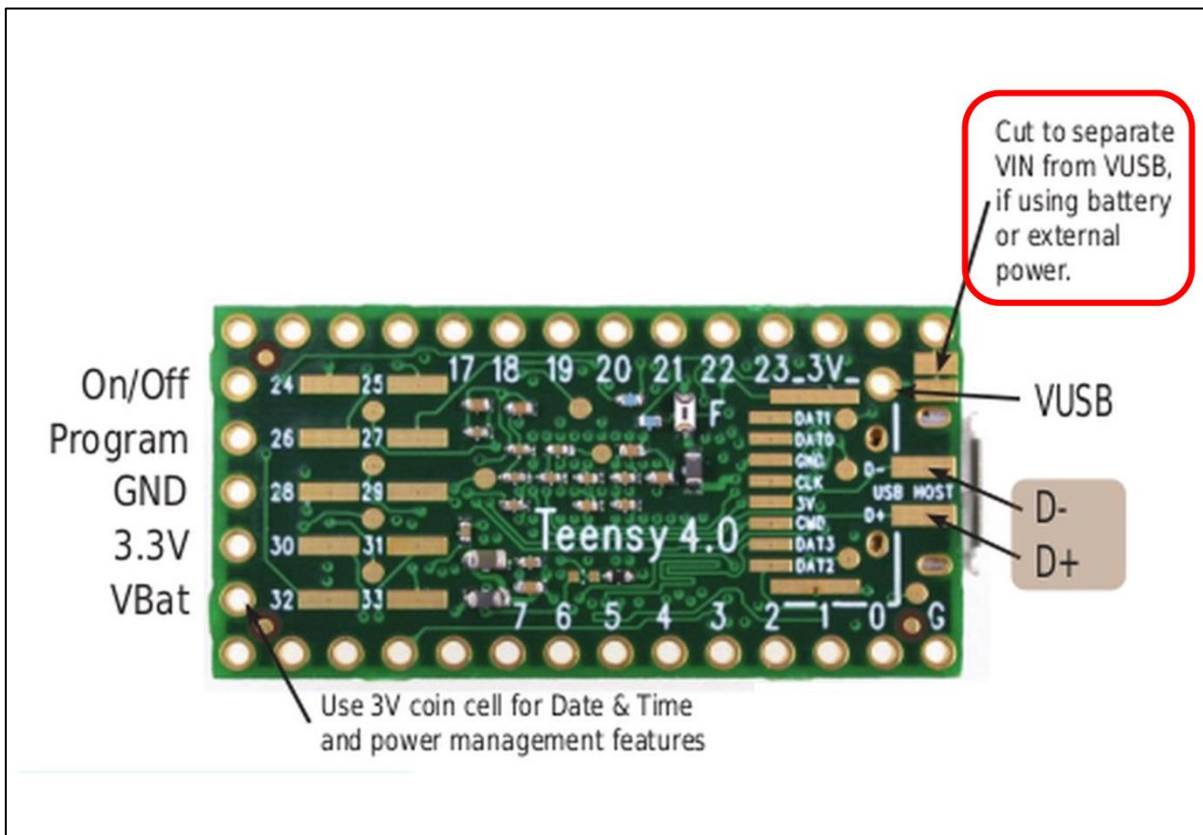 Cut to separate
VIN from VUSB,
if using battery
or external
power.
On/Off
Program
GND
3.3V
VBat
17 18 19 20 21 22 23 3V
24 25
26 27
28 29
30 31
32 33
F
DAT1
DAT0
GND
CLK
3V
CMD
DAT3
DAT2
D-
USB HOST
D+
Teensy 4.0
7 6 5 4 3 2 1 0 G
VUSB
D-
D+
Use 3V coin cell for Date & Time
and power management features